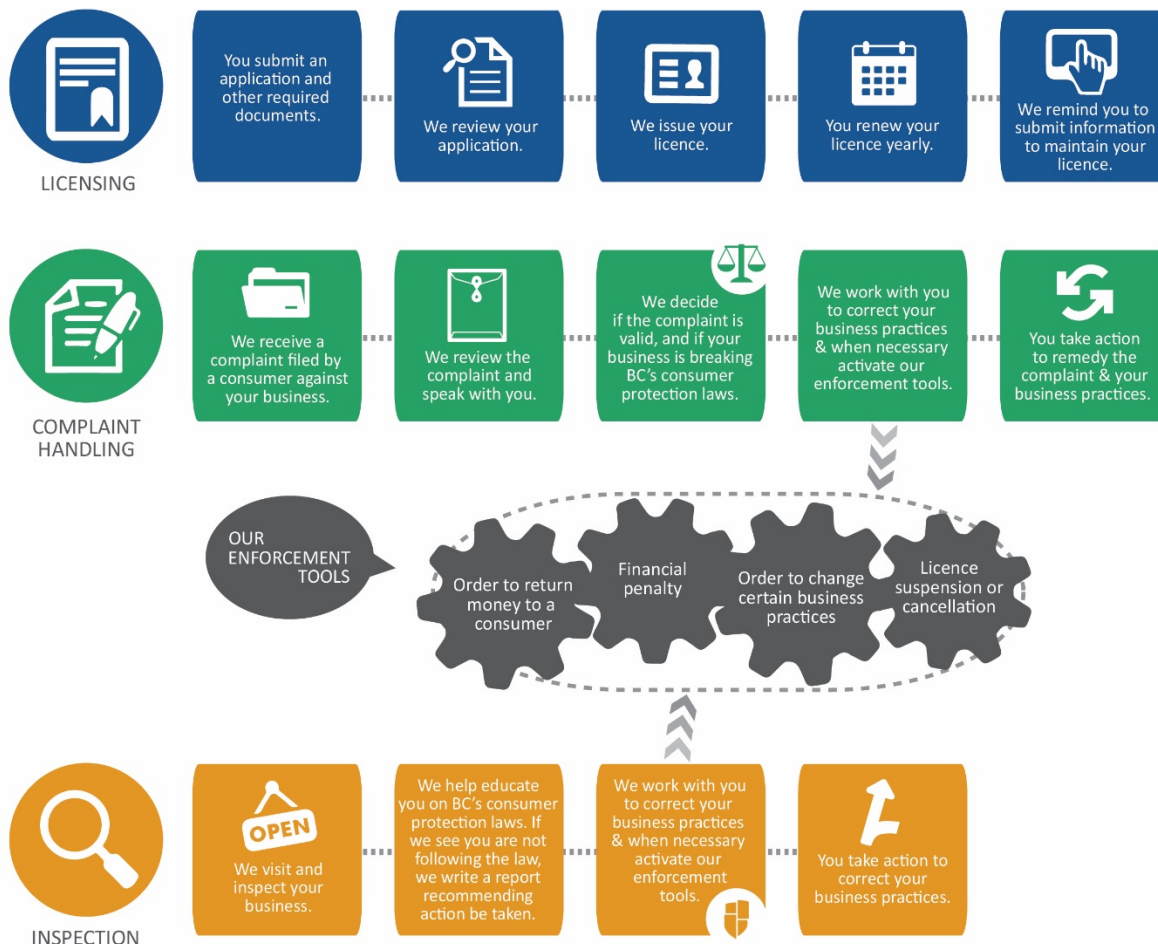 LICENSING
You submit an
application and
other required
documents.
We review your
application.
We issue your
licence.
You renew your
licence yearly.
We remind you to
submit information
to maintain your
licence.
COMPLAINT
HANDLING
We receive a
complaint filed by
a consumer against
your business.
We review the
complaint and
speak with you.
We decide
if the complaint is
valid, and if your
business is breaking
BC's consumer
protection laws.
We work with you
to correct your
business practices
& when necessary
activate our
enforcement tools.
You take action
to remedy the
complaint & your
business practices.
OUR
ENFORCEMENT
TOOLS
Order to return
money to a
consumer
Financial
penalty
Order to change
certain business
practices
Licence
suspension or
cancellation
INSPECTION
OPEN
We visit and
inspect your
business.
We help educate
you on BC's consumer
protection laws. If
we see you are not
following the law,
we write a report
recommending
action be taken.
We work with you
to correct your
business practices
& when necessary
activate our
enforcement
tools.
You take action to
correct your
business practices.